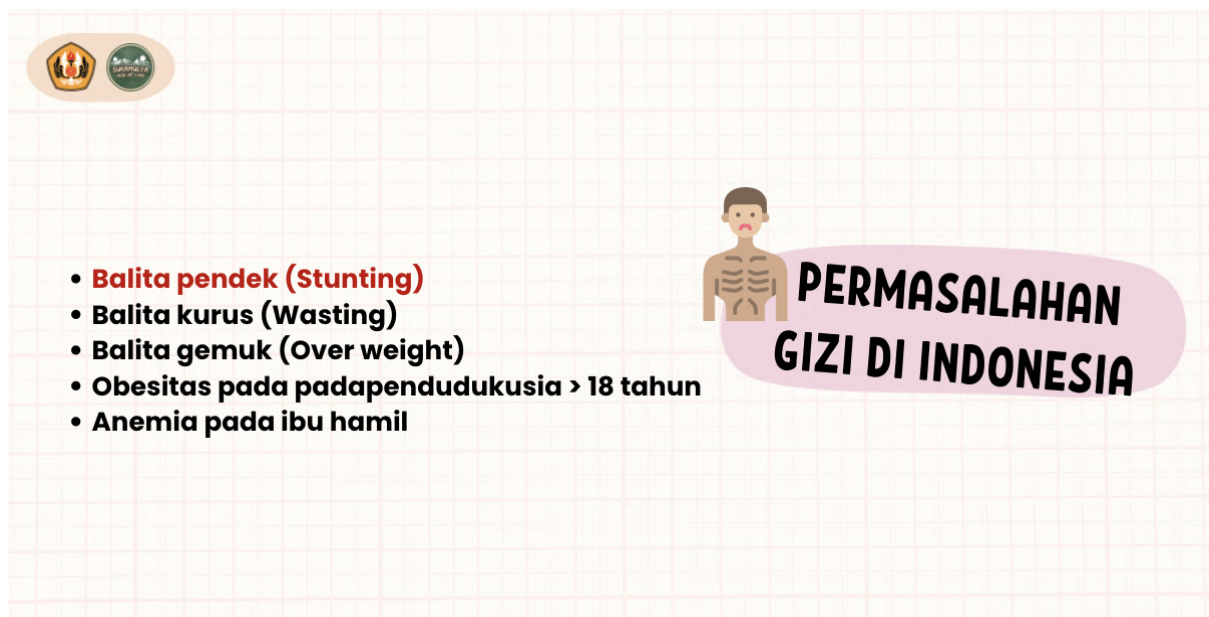 • Balita pendek (Stunting)
• Balita kurus (Wasting)
• Balita gemuk (Over weight)
• Obesitas pada padapendudukusia > 18 tahun
• Anemia pada ibu hamil
PERMASALAHAN
GIZI DI INDONESIA